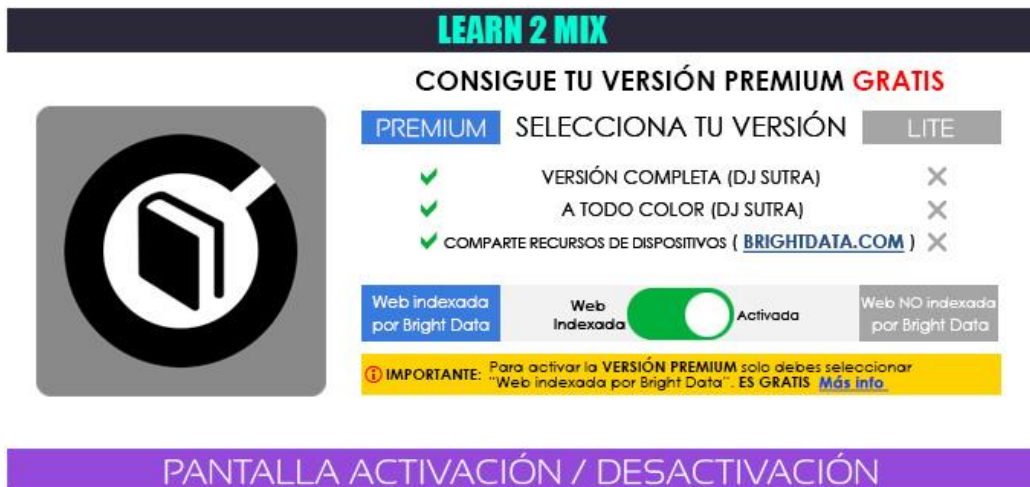 LEARN 2 MIX
CONSIGUE TU VERSIÓN PREMIUM GRATIS
PREMIUM SELECCIONA TU VERSIÓN LITE
VERSIÓN COMPLETA (DJ SUTRA)
A TODO COLOR (DJ SUTRA)
COMPARTE RECURSOS DE DISPOSITIVOS ( BRIGHTDATA.COM )
Web indexada
por Bright Data
Web
Indexada
Activada
Web NO indexada
por Bright Data
IMPORTANTE: Para activar la VERSIÓN PREMIUM solo debes seleccionar
"Web indexada por Bright Data". ES GRATIS Más info
PANTALLA ACTIVACIÓN / DESACTIVACIÓN